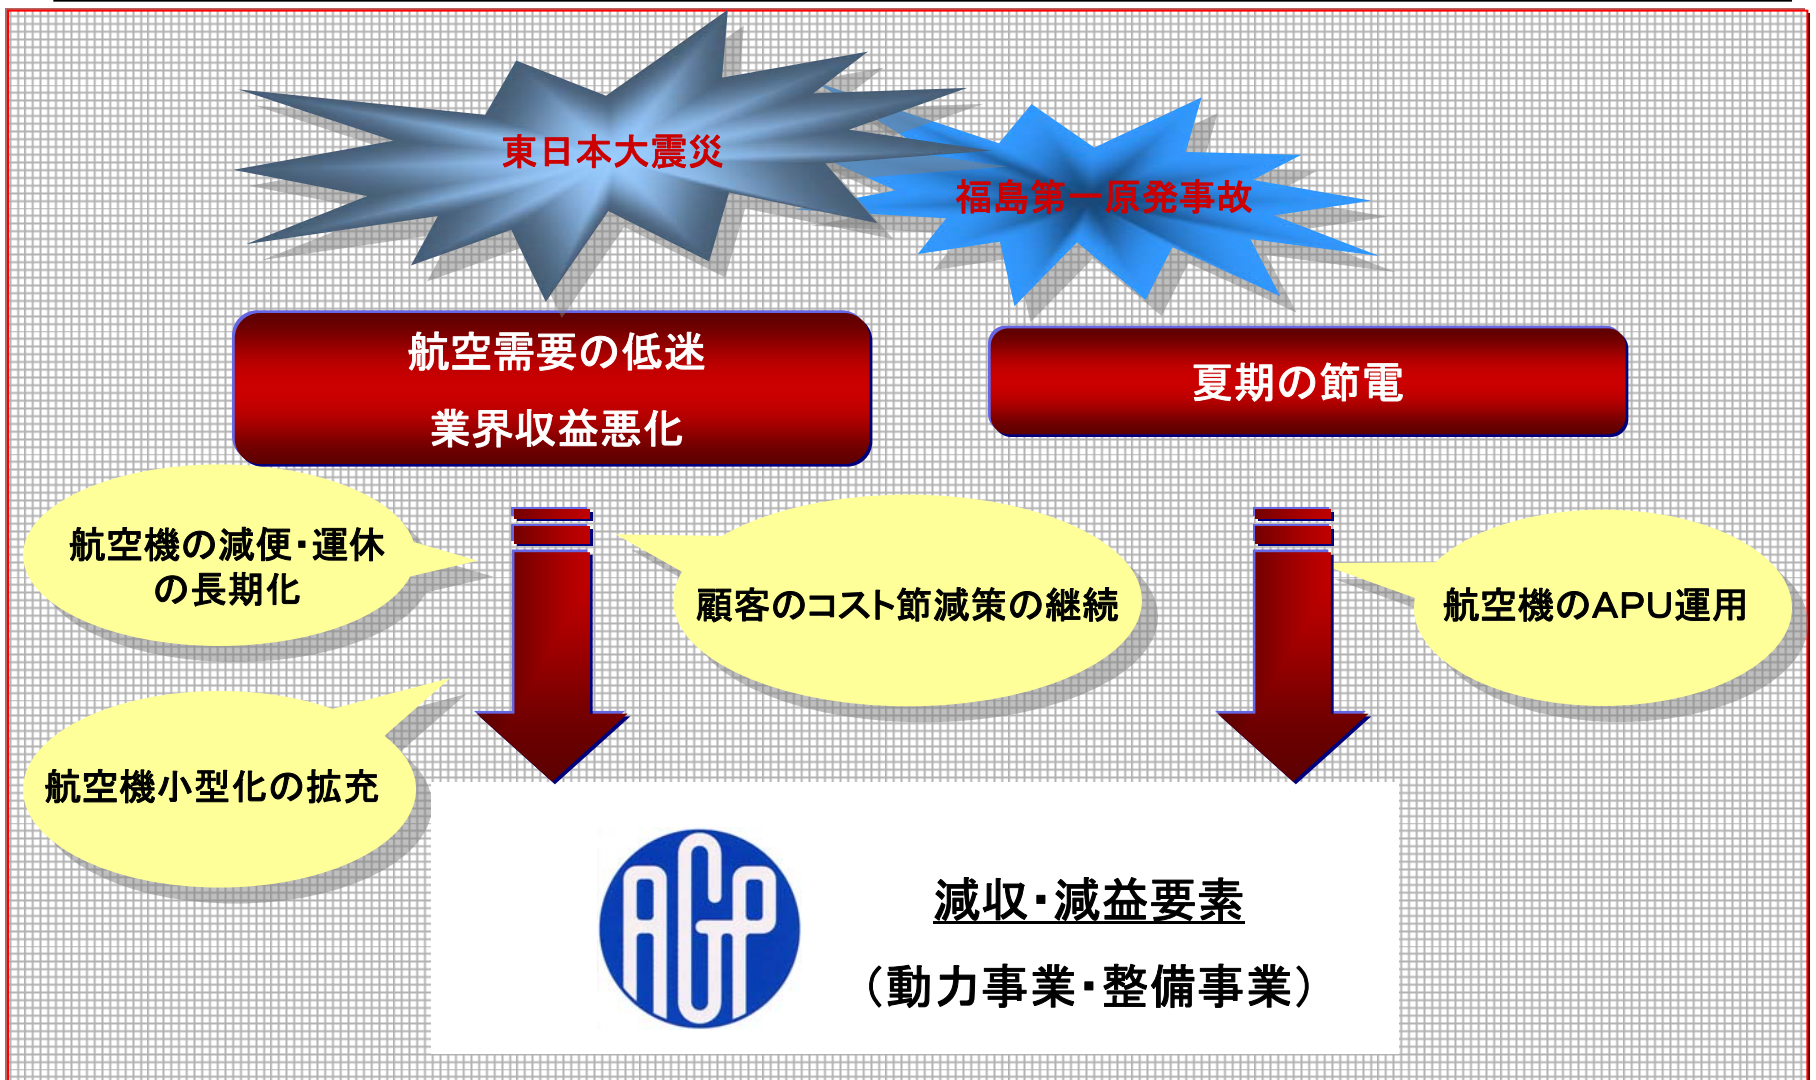 東日本大震災
福島第一原発事故
航空需要の低迷
業界収益悪化
夏期の節電
航空機の減便・運休
の長期化
顧客のコスト節減策の継続
航空機のAPU運用
航空機小型化の拡充
AGP
減収・減益要素
（動力事業・整備事業）